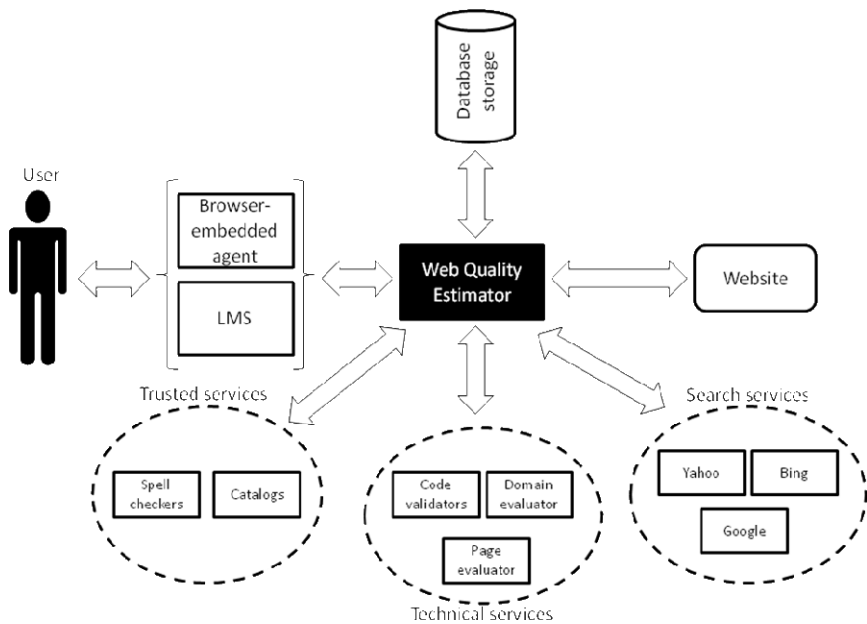 Database
storage
User
Browser-
embedded
agent
LMS
Web Quality
Estimator
Website
Trusted services
Spell
checkers
Catalogs
Code
validators
Domain
evaluator
Page
evaluator
Technical services
Search services
Yahoo
Bing
Google